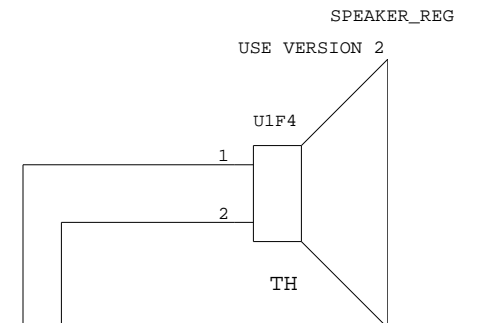 SPEAKER_REG
USE VERSION 2
U1F4
1
2
TH